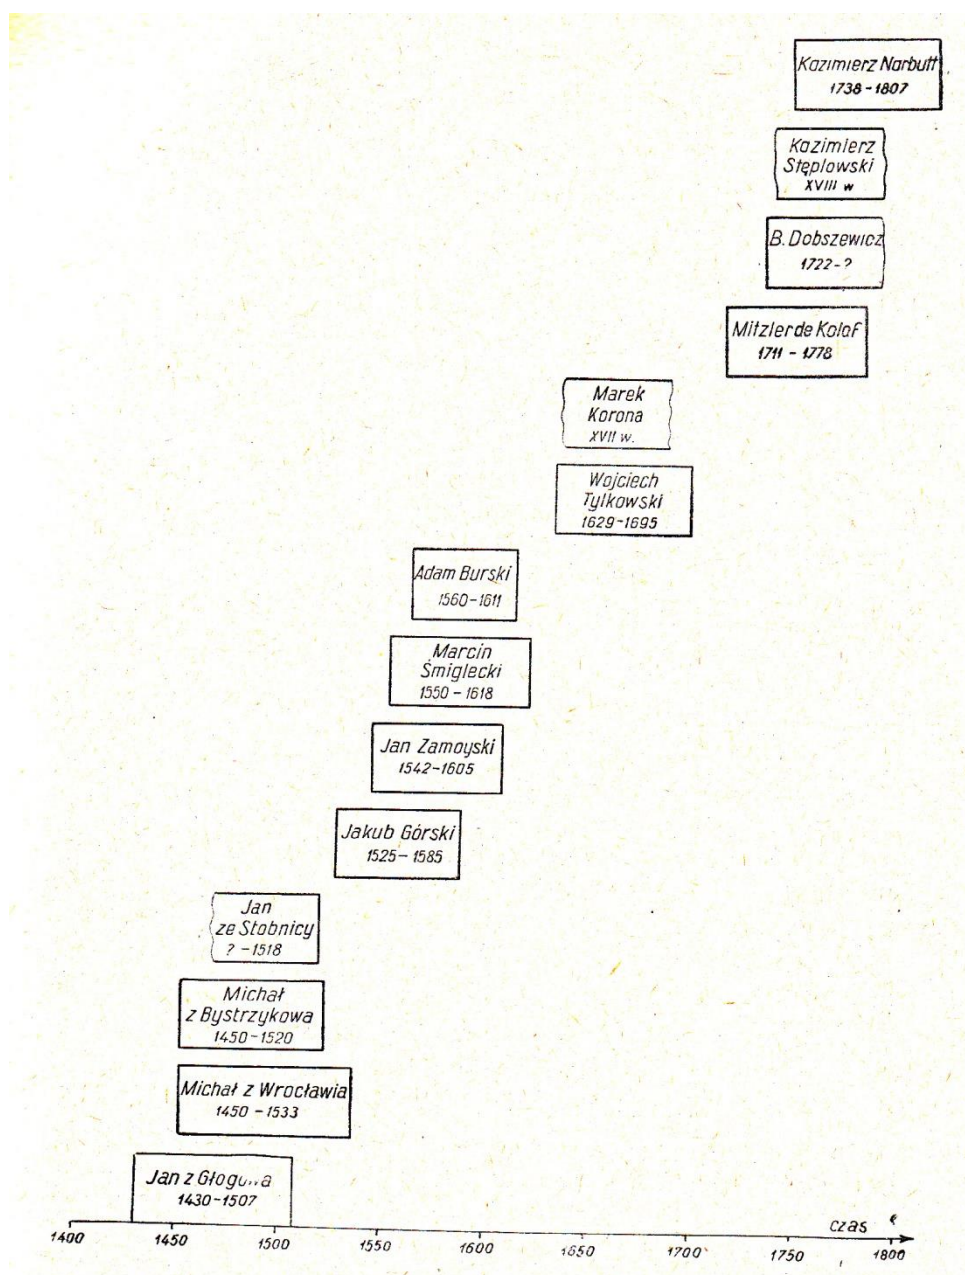 Kazimierz Narbutt
1738-1807
Kazimierz
Stęplowski
XVIII w
B. Dobszewicz
1722-?
Mitzler de Kolof
1711 - 1778
Marek
Korona
XVII w.
Wojciech
Tylkowski
1629-1695
Adam Burski
1560-1611
Marcin
Śmiglecki
1550 - 1618
Jan Zamoyski
1542-1605
Jakub Górski
1525-1585
Jan
ze Stobnicy
? -1518
Michał
z Bystrzykowa
1450-1520
Michał z Wrocławia
1450 - 1533
Jan z
1430-1507
czas
1400 1450 1500 1550 1600 1650 1700 1750 1800